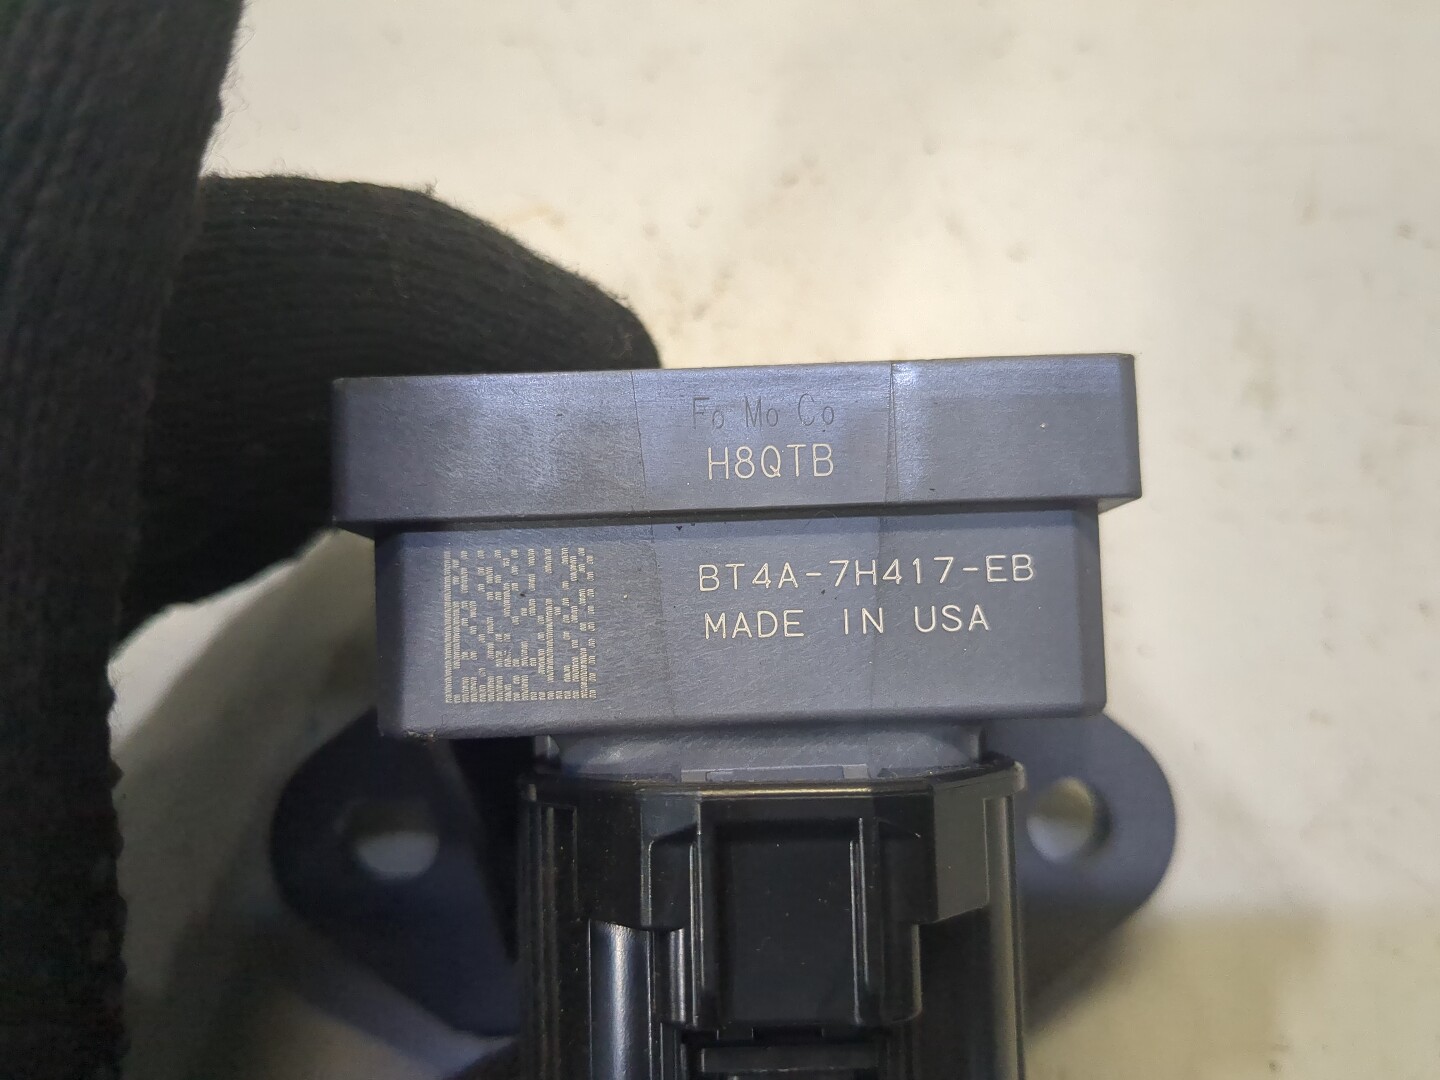 Fo Mo Co
H8QTB
BT4A-7H417-EB
MADE IN USA